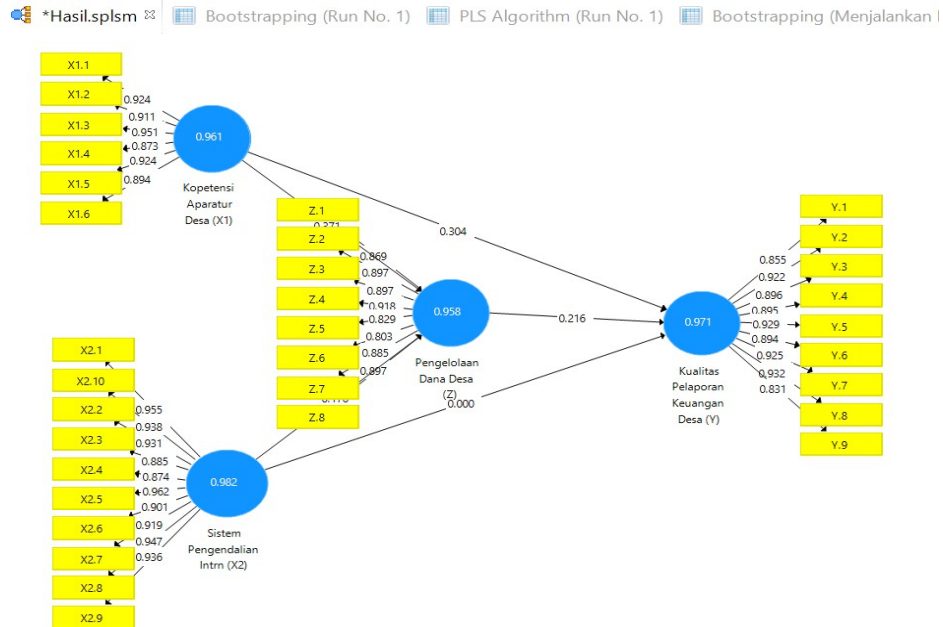 *Hasil.splsm
Bootstrapping (Run No. 1)
PLS Algorithm (Run No. 1)
Bootstrapping (Menjalankan
X1.1
X1.2
X1.3
X1.4
X1.5
X1.6
0.924
0.911
0.951
0.873
0.924
0.894
0.961
Kopetensi
Aparatur
Desa (X1)
Z.1
Z.2
Z.3
Z.4
Z.5
Z.6
Z.7
Z.8
0.869
0.897
0.897
0.918
0.829
0.803
0.885
0.897
0.304
0.958
Pengelolaan
Dana Desa
(Z)
0.216
0.000
0.971
Kualitas
Pelaporan
Keuangan
Desa (Y)
0.855
0.922
0.896
0.895
0.929
0.894
0.925
0.932
0.831
Y.1
Y.2
Y.3
Y.4
Y.5
Y.6
Y.7
Y.8
Y.9
X2.1
X2.10
X2.2
X2.3
X2.4
X2.5
X2.6
X2.7
X2.8
X2.9
0.955
0.938
0.931
0.885
0.874
0.962
0.901
0.919
0.947
0.936
0.982
Sistem
Pengendalian
Intrn (X2)